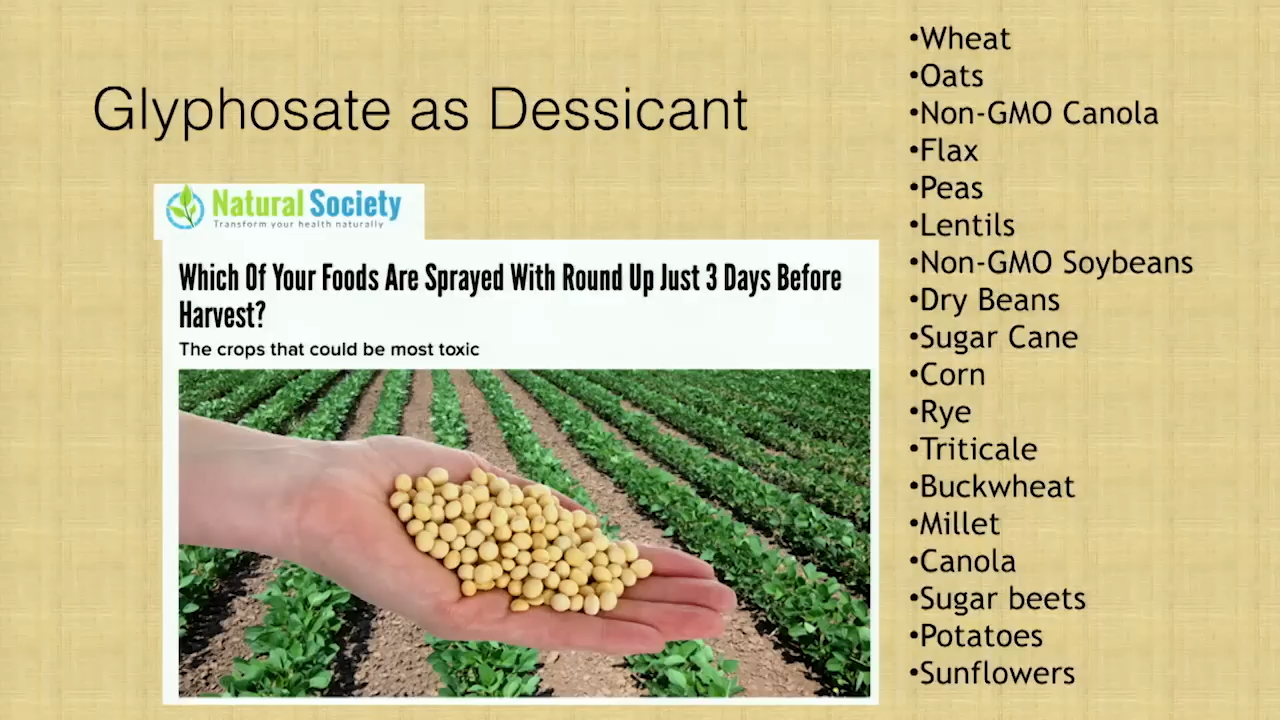 Glyphosate as Dessicant
Natural Society
Transform your health naturally
Which Of Your Foods Are Sprayed With Round Up Just 3 Days Before
Harvest?
The crops that could be most toxic
•Wheat
•Oats
•Non-GMO Canola
•Flax
•Peas
•Lentils
•Non-GMO Soybeans
•Dry Beans
•Sugar Cane
•Corn
•Rye
•Triticale
•Buckwheat
•Millet
•Canola
•Sugar beets
•Potatoes
•Sunflowers